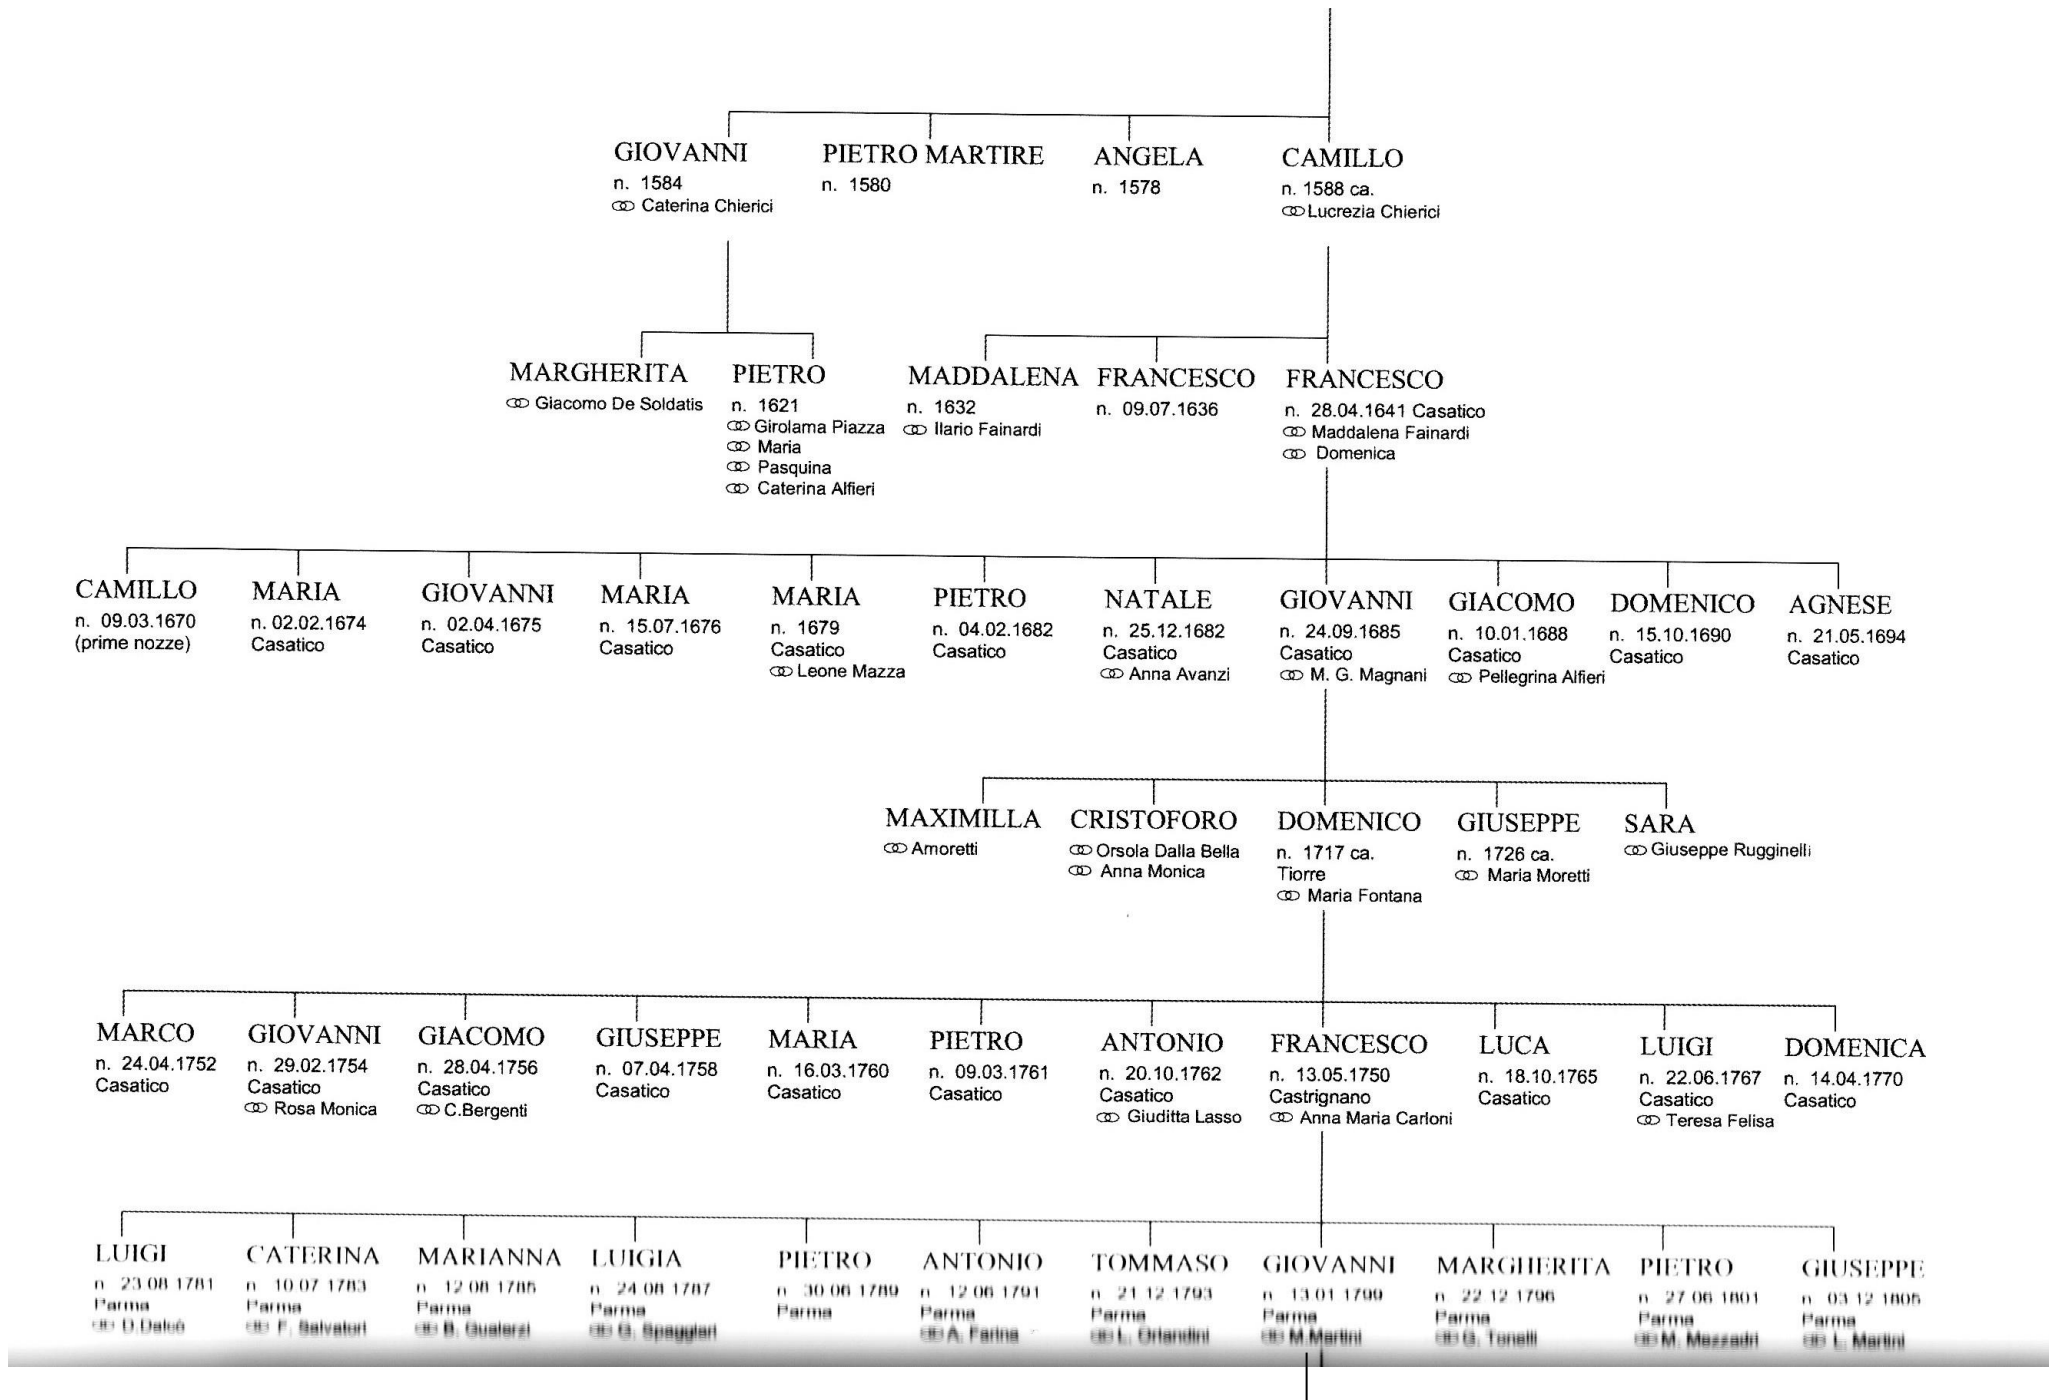 GIOVANNI
n. 1584
Caterina Chierici
PIETRO MARTIRE
n. 1580
ANGELA
n. 1578
CAMILLO
n. 1588 ca.
Lucrezia Chierici
MARGHERITA
Giacomo De Soldatis
PIETRO
n. 1621
Girolama Piazza
Maria
Pasquina
Caterina Alfieri
MADDALENA
n. 1632
Ilario Fainardi
FRANCESCO
n. 09.07.1636
FRANCESCO
n. 28.04.1641 Casatico
Maddalena Fainardi
Domenica
CAMILLO
n. 09.03.1670
(prime nozze)
MARIA
n. 02.02.1674
Casatico
GIOVANNI
n. 02.04.1675
Casatico
MARIA
n. 15.07.1676
Casatico
MARIA
n. 1679
Casatico
Leone Mazza
PIETRO
n. 04.02.1682
Casatico
NATALE
n. 25.12.1682
Casatico
Anna Avanzi
GIOVANNI
n. 24.09.1685
Casatico
M. G. Magnani
GIACOMO
n. 10.01.1688
Casatico
Pellegrina Alfieri
DOMENICO
n. 15.10.1690
Casatico
AGNESE
n. 21.05.1694
Casatico
MAXIMILLA
Amoretti
CRISTOFORO
Orsola Dalla Bella
Anna Monica
DOMENICO
n. 1717 ca.
Tiorre
Maria Fontana
GIUSEPPE
n. 1726 ca.
Maria Moretti
SARA
Giuseppe Rugginelli
MARCO
n. 24.04.1752
Casatico
GIOVANNI
n. 29.02.1754
Casatico
Rosa Monica
GIACOMO
n. 28.04.1756
Casatico
C.Bergenti
GIUSEPPE
n. 07.04.1758
Casatico
MARIA
n. 16.03.1760
Casatico
PIETRO
n. 09.03.1761
Casatico
ANTONIO
n. 20.10.1762
Casatico
Giuditta Lasso
FRANCESCO
n. 13.05.1750
Castrignano
Anna Maria Carloni
LUCA
n. 18.10.1765
Casatico
LUIGI
n. 22.06.1767
Casatico
Teresa Felisa
DOMENICA
n. 14.04.1770
Casatico
LUIGI
n 23 08 1781
Parma
CATERINA
n 10 07 1783
Parma
F. Salvatori
MARIANNA
n 12 08 1785
Parma
LUIGIA
n 24 08 1787
Parma
G. Spaggiari
PIETRO
n 30 06 1789
Parma
ANTONIO
n 12 06 1791
Parma
A. Farina
TOMMASO
n 21 12 1793
Parma
L. Orlandini
GIOVANNI
n 13 01 1799
Parma
M.Martini
MARGHERITA
n 22 12 1796
Parma
G. Tonelli
PIETRO
n 27 06 1801
Parma
M. Mezzadri
GIUSEPPE
n 03 12 1805
Parma
L. Martini